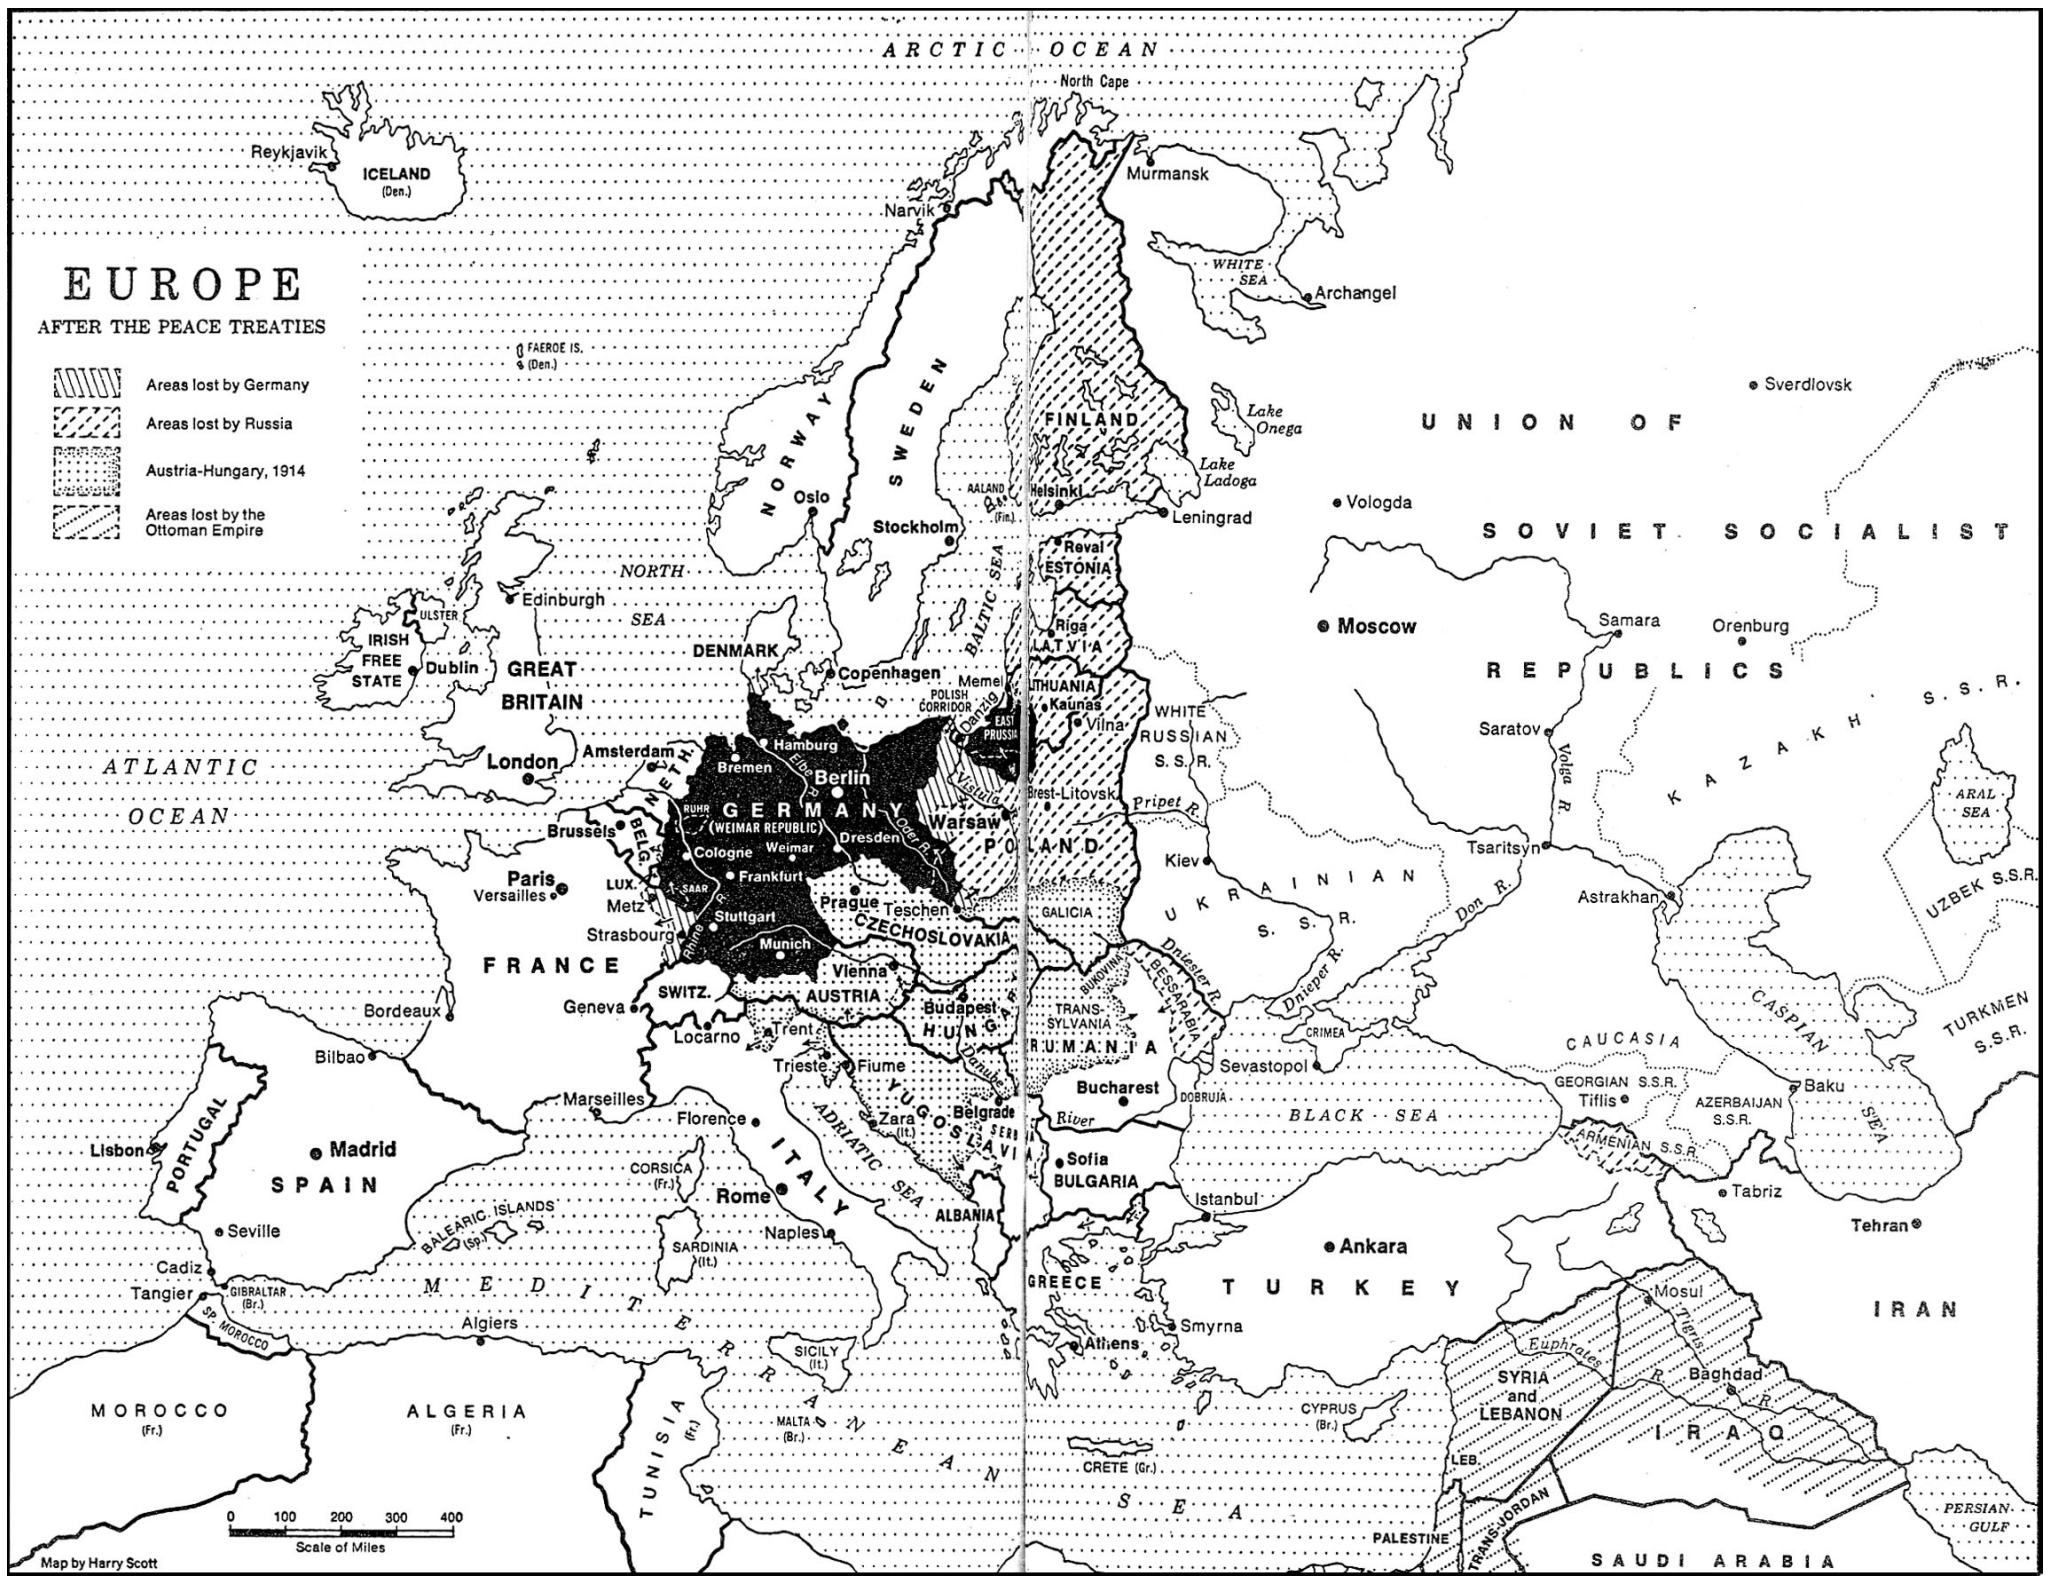 ARCTIC OCEAN
North Cape
Reykjavik
ICELAND
(Den.)
Murmansk
Narvik
WHITE
SEA
Archangel
EUROPE
AFTER THE PEACE TREATIES
Areas lost by Germany
Areas lost by Russia
Austria-Hungary, 1914
Areas lost by the
Ottoman Empire
FAEROE IS.
(Den.)
NORWAY
SWEDEN
FINLAND
Lake
Onega
Lake
Ladoga
Sverdlovsk
UNION OF
SOVIET SOCIALIST
REPUBLICS
Oslo
Stockholm
AALAND
(Fin.)
Helsinki
Leningrad
Vologda
Reval
ESTONIA
NORTH
SEA
BALTIC SEA
Edinburgh
ULSTER
IRISH
FREE
STATE
Dublin
GREAT
BRITAIN
London
DENMARK
Copenhagen
Riga
LATVIA
Moscow
Samara
Orenburg
Memel
POLISH
CORRIDOR
Danzig
EAST
PRUSSIA
LITHUANIA
Kaunas
Vilna
WHITE
RUSSIAN
S.S.R.
Saratov
Volga R.
KAZAKH S.S.R.
ARAL
SEA
ATLANTIC
OCEAN
Amsterdam
NETH.
Hamburg
Bremen
Elbe R.
Berlin
RUHR
GERMANY
(WEIMAR REPUBLIC)
Oder R.
Vistula R.
Warsaw
POLAND
Brest-Litovsk
Pripet R.
Brussels
BELG.
Cologne
Weimar
Dresden
Kiev
Tsaritsyn
Paris
Versailles
LUX.
SAAR
Frankfurt
Metz
Strasbourg
Rhine R.
Stuttgart
Munich
Prague
Teschen
CZECHOSLOVAKIA
GALICIA
UKRAINIAN
S.S.R.
Don R.
Astrakhan
UZBEK S.S.R.
FRANCE
SWITZ.
Geneva
Locarno
Vienna
AUSTRIA
Budapest
HUNGARY
BUKOVINA
TRANS-
SYLVANIA
BESSARABIA
Dniester R.
Dnieper R.
RUMANIA
CRIMEA
Sevastopol
CAUCASIA
CASPIAN
SEA
TURKMEN
S.S.R.
Bordeaux
Bilbao
Trent
Trieste
Fiume
Danube
River
Bucharest
DOBRUJA
BLACK SEA
GEORGIAN S.S.R.
Tiflis
AZERBAIJAN
S.S.R.
Baku
ARMENIAN S.S.R.
Marseilles
Florence
ADRIATIC SEA
Zara
(It.)
YUGOSLAVIA
Belgrade
SERBIA
PORTUGAL
Lisbon
Madrid
SPAIN
CORSICA
(Fr.)
ITALY
Rome
Naples
Sofia
BULGARIA
ALBANIA
Istanbul
Tabriz
Tehran
Seville
BALEARIC ISLANDS
(Sp.)
SARDINIA
(It.)
Ankara
TURKEY
GREECE
Cadiz
Tangier
GIBRALTAR
(Br.)
SP. MOROCCO
MEDITERRANEAN SEA
Algiers
SICILY
(It.)
Athens
Smyrna
Mosul
Tigris R.
Euphrates R.
IRAN
MOROCCO
(Fr.)
ALGERIA
(Fr.)
TUNISIA
(Fr.)
MALTA
(Br.)
CRETE (Gr.)
CYPRUS
(Br.)
SYRIA
and
LEBANON
LEB.
Baghdad
IRAQ
PALESTINE
TRANS-JORDAN
SAUDI ARABIA
PERSIAN
GULF
0 100 200 300 400
Scale of Miles
Map by Harry Scott